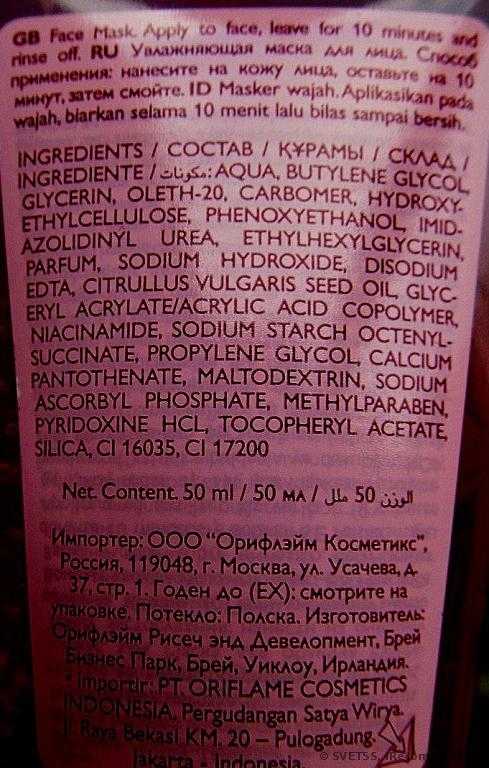 GB Face Mask. Apply to face, leave for 10 minutes and
rinse off. RU Увлажняющая маска для лица. Способ
применения: нанесите на кожу лица, оставьте на 10
минут, затем смойте. ID Masker wajah. Aplikasikan pada
wajah, biarkan selama 10 menit lalu bilas sampai bersih.
INGREDIENTS / СОСТАВ / ҚҰРАМЫ / СКЛАД /
INGREDIENTE / مكونات: AQUA, BUTYLENE GLYCOL,
GLYCERIN, OLETH-20, CARBOMER, HYDROXY-
ETHYLCELLULOSE, PHENOXYETHANOL, IMID-
AZOLIDINYL UREA, ETHYLHEXYLGLYCERIN,
PARFUM, SODIUM HYDROXIDE, DISODIUM
EDTA, CITRULLUS VULGARIS SEED OIL, GLYC-
ERYL ACRYLATE/ACRYLIC ACID COPOLYMER,
NIACINAMIDE, SODIUM STARCH OCTENYL-
SUCCINATE, PROPYLENE GLYCOL, CALCIUM
PANTOTHENATE, MALTODEXTRIN, SODIUM
ASCORBYL PHOSPHATE, METHYLPARABEN,
PYRIDOXINE HCL, TOCOPHERYL ACETATE,
SILICA, CI 16035, CI 17200
Net. Content. 50 ml / 50 мл / الوزن 50 ملل
Импортер: ООО "Орифлэйм Косметикс",
Россия, 119048, г. Москва, ул. Усачева, д.
37, стр. 1. Годен до (EX): смотрите на
упаковке. Потекло: Полска. Изготовитель:
Орифлэйм Рисеч энд Девелопмент, Брей
Бизнес Парк, Брей, Уиклоу, Ирландия.
* Importir: PT. ORIFLAME COSMETICS
INDONESIA, Pergudangan Satya Wirya.
Jl. Raya Bekasi KM. 20 – Pulogadung.
Jakarta - Indonesia.